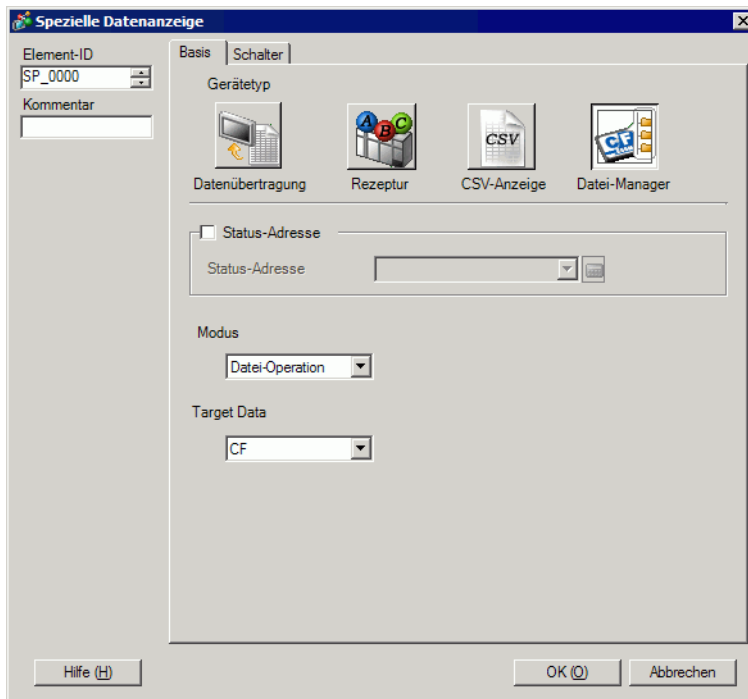 Spezielle Datenanzeige
Element-ID
SP_0000
Kommentar
Basis
Schalter
Gerätetyp
A B C
CSV
CF
Datenübertragung
Rezeptur
CSV-Anzeige
Datei-Manager
Status-Adresse
Status-Adresse
Modus
Datei-Operation
Target Data
CF
Hilfe (H)
OK (O)
Abbrechen